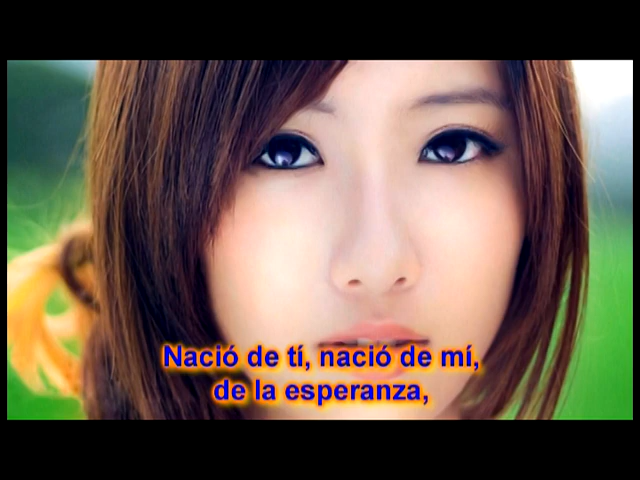 Nació de tí, nació de mí,
de la esperanza,